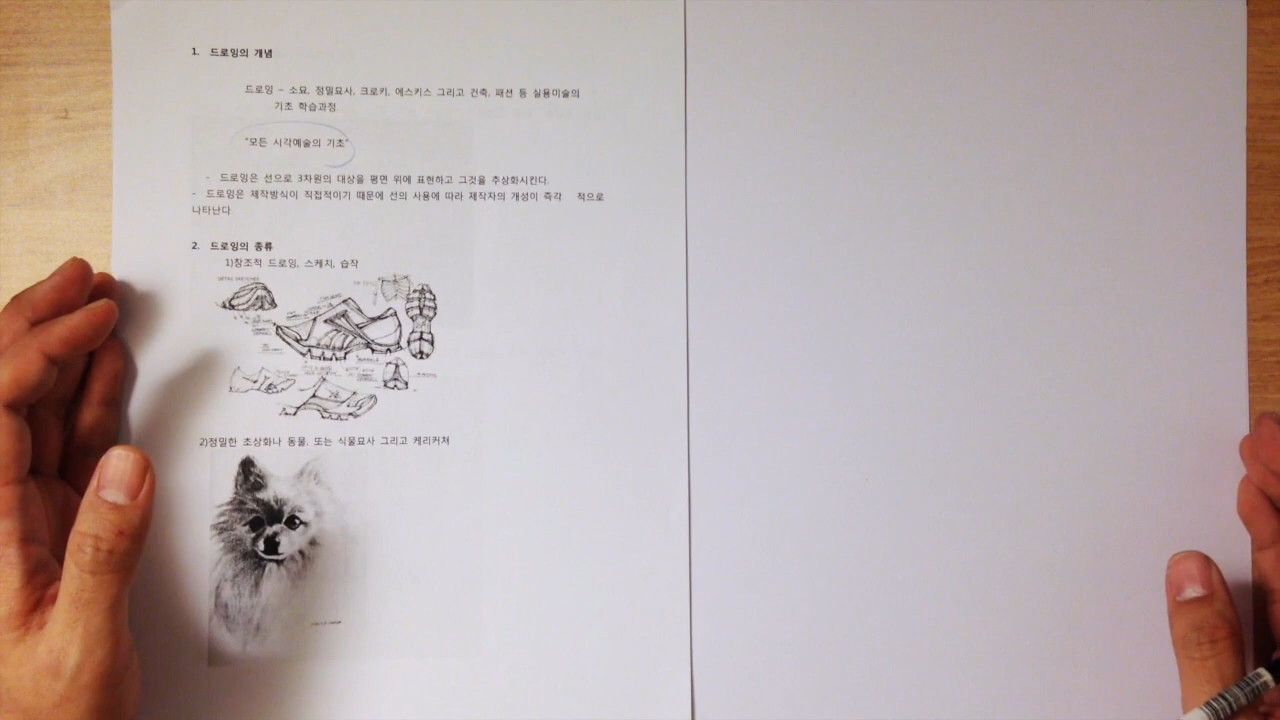 1. 드로잉의 개념
드로잉 – 소묘, 정밀묘사, 크로키, 에스키스 그리고 건축, 패션 등 실용미술의
기초 학습과정
"모든 시각예술의 기초"
- 드로잉은 선으로 3차원의 대상을 평면 위에 표현하고 그것을 추상화시킨다.
- 드로잉은 제작방식이 직접적이기 때문에 선의 사용에 따라 제작자의 개성이 즉각 적으로
나타난다
2. 드로잉의 종류
1)창조적 드로잉, 스케치, 습작
DETAIL SKETCHES
2)정밀한 초상화나 동물, 또는 식물묘사 그리고 케리커쳐